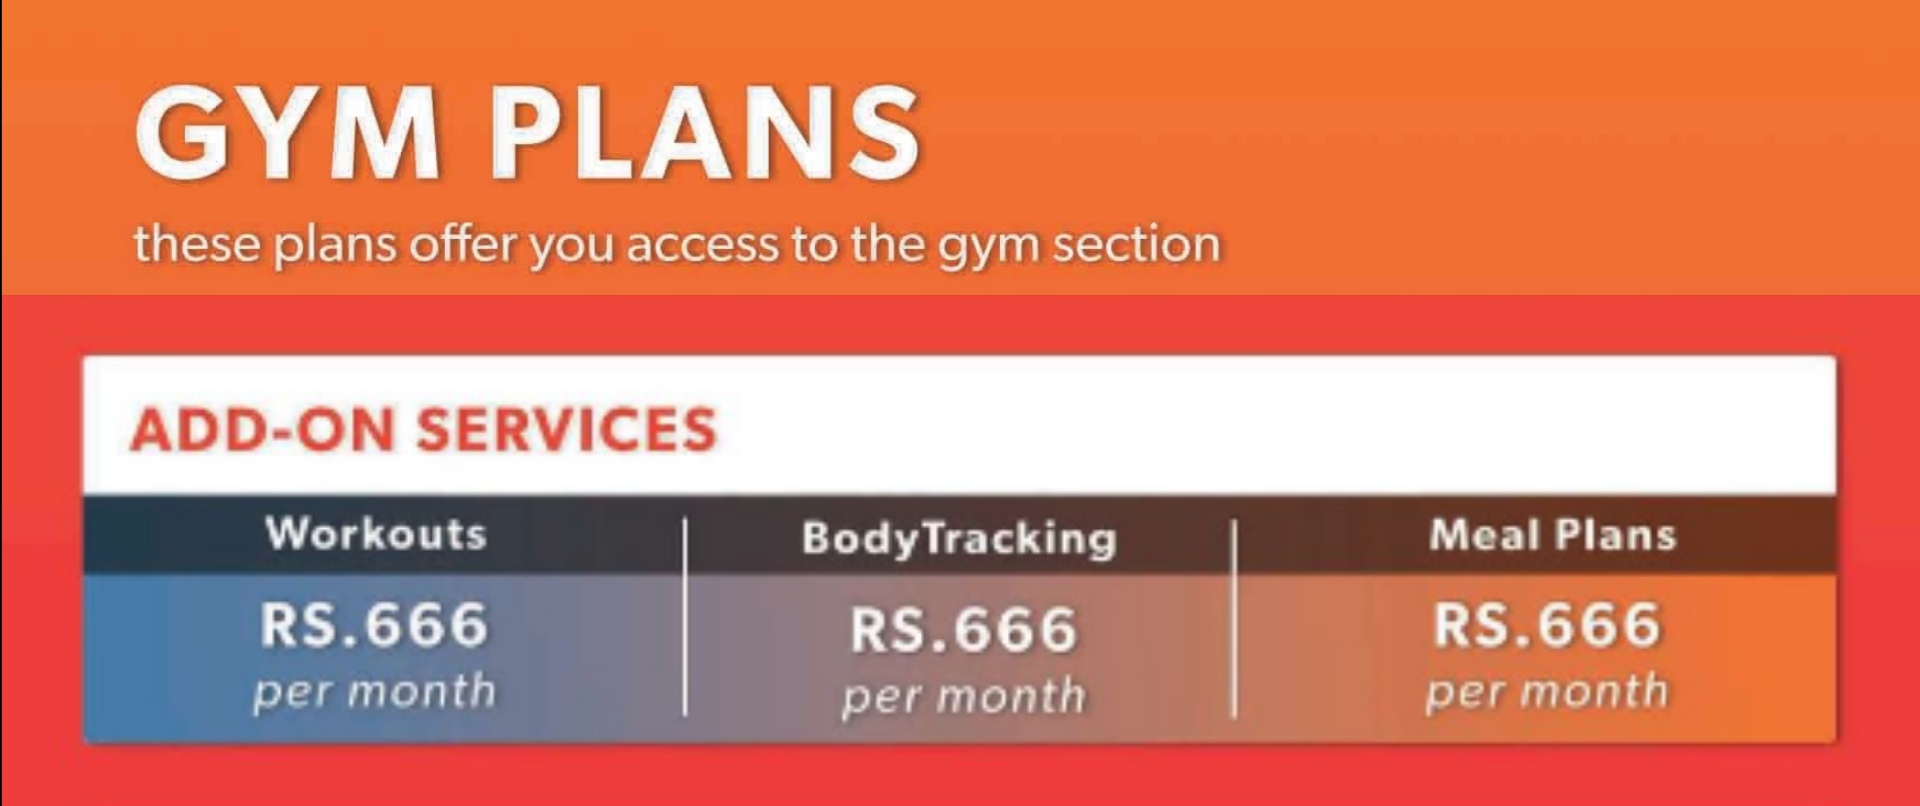 GYM PLANS
these plans offer you access to the gym section
ADD-ON SERVICES
Workouts
BodyTracking
Meal Plans
RS.666
RS.666
RS.666
per month
per month
per month